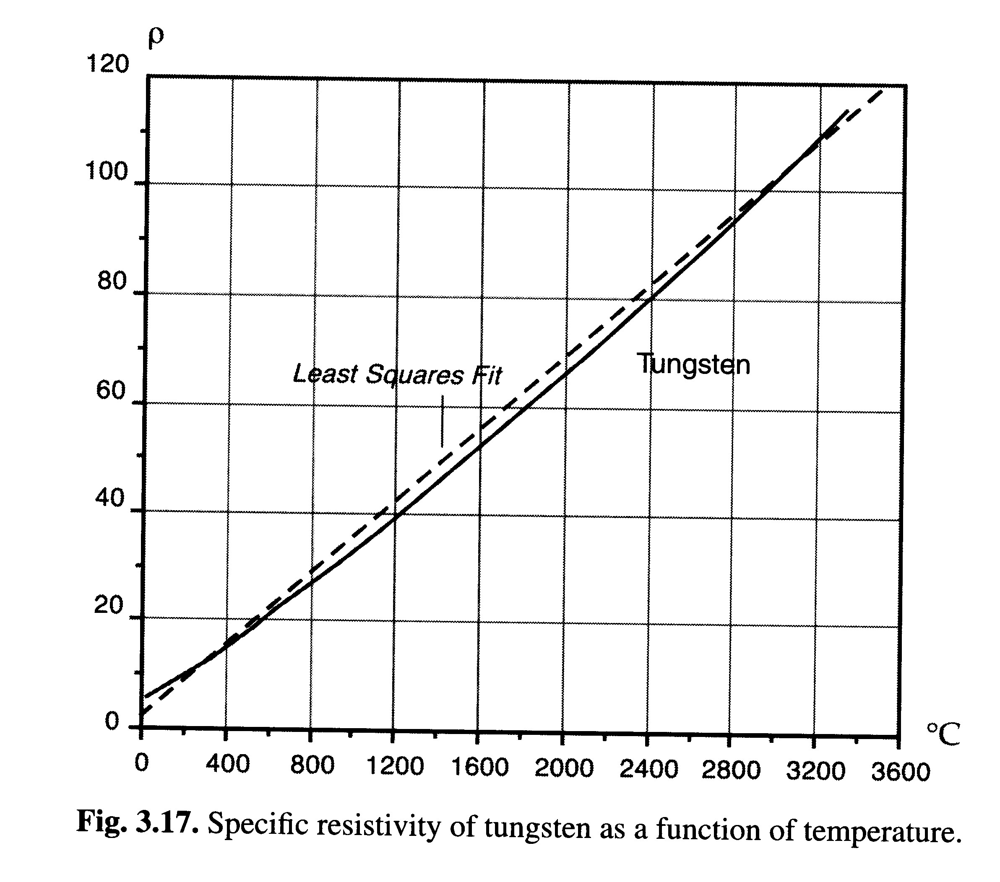 ρ
120
100
80
60
40
20
0
Least Squares Fit
Tungsten
°C
0 400 800 1200 1600 2000 2400 2800 3200 3600
Fig. 3.17. Specific resistivity of tungsten as a function of temperature.